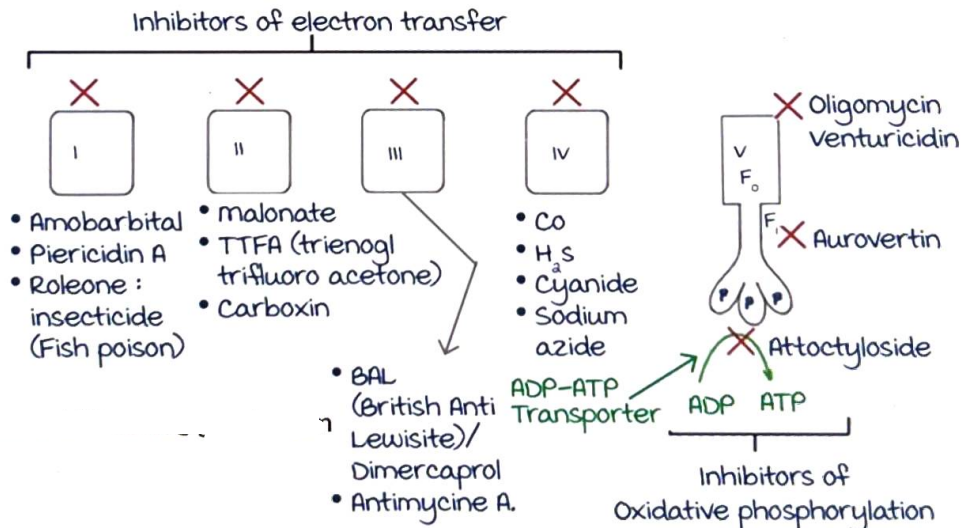 Inhibitors of electron transfer
I
II
III
IV
• Amobarbital
• Piericidin A
• Roleone :
insecticide
(Fish poison)
• malonate
• TTFA (trienogl
trifluoro acetone)
• Carboxin
• BAL
(British Anti
Lewisite)/
Dimercaprol
• Antimycine A.
• CO
• H₂S
• Cyanide
• Sodium
azide
Oligomycin
venturicidin
V
F₀
F₁
Aurovertin
P P P
Attoctyloside
ADP-ATP
Transporter
ADP ATP
Inhibitors of
Oxidative phosphorylation